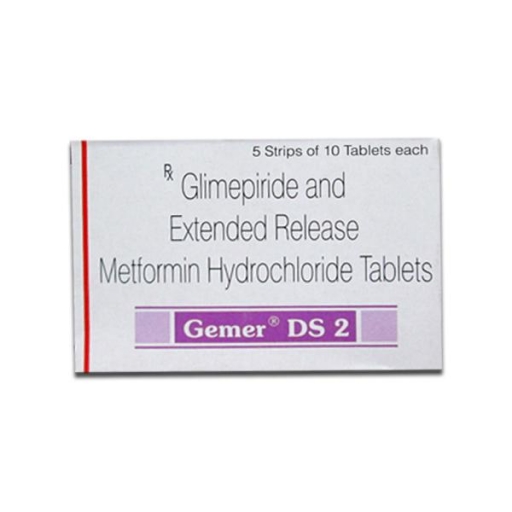 5 Strips of 10 Tablets each
℞ Glimepiride and
Extended Release
Metformin Hydrochloride Tablets
Gemer® DS 2